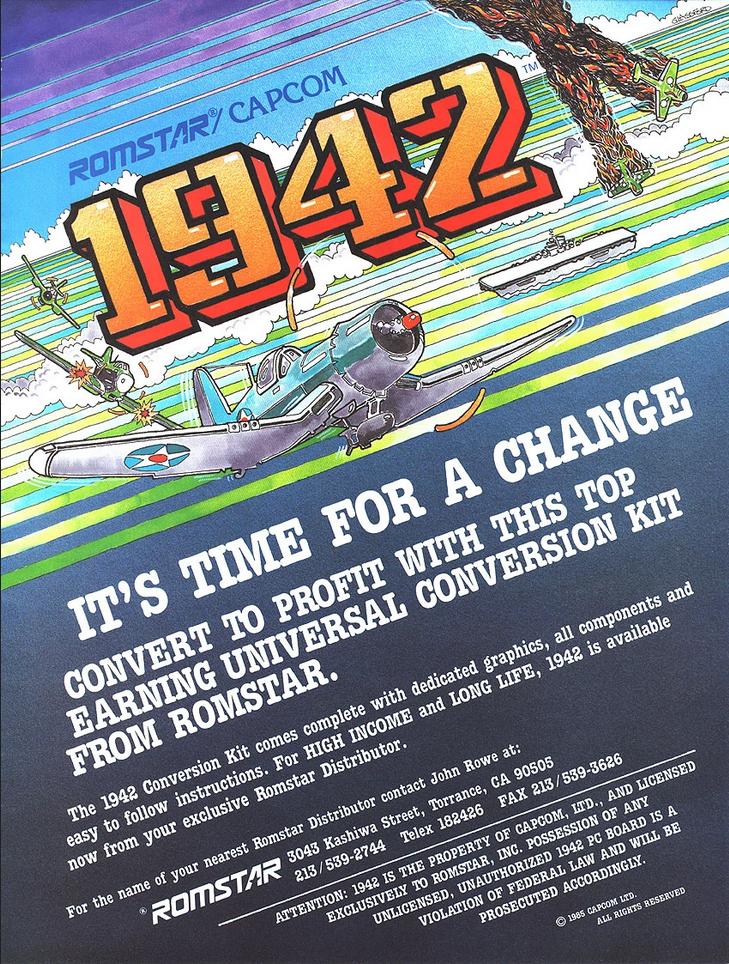 ROMSTAR®/CAPCOM
1942™
IT'S TIME FOR A CHANGE
CONVERT TO PROFIT WITH THIS TOP
EARNING UNIVERSAL CONVERSION KIT
FROM ROMSTAR.
The 1942 Conversion Kit comes complete with dedicated graphics, all components and
easy to follow instructions. For HIGH INCOME and LONG LIFE, 1942 is available
now from your exclusive Romstar Distributor.
For the name of your nearest Romstar Distributor contact John Rowe at:
®ROMSTAR 3043 Kashiwa Street, Torrance, CA 90505
213/539-2744 Telex 182426 FAX 213/539-3626
ATTENTION: 1942 IS THE PROPERTY OF CAPCOM, LTD., AND LICENSED
EXCLUSIVELY TO ROMSTAR, INC. POSSESSION OF ANY
UNLICENSED, UNAUTHORIZED 1942 PC BOARD IS A
VIOLATION OF FEDERAL LAW AND WILL BE
PROSECUTED ACCORDINGLY.
© 1985 CAPCOM LTD.
ALL RIGHTS RESERVED